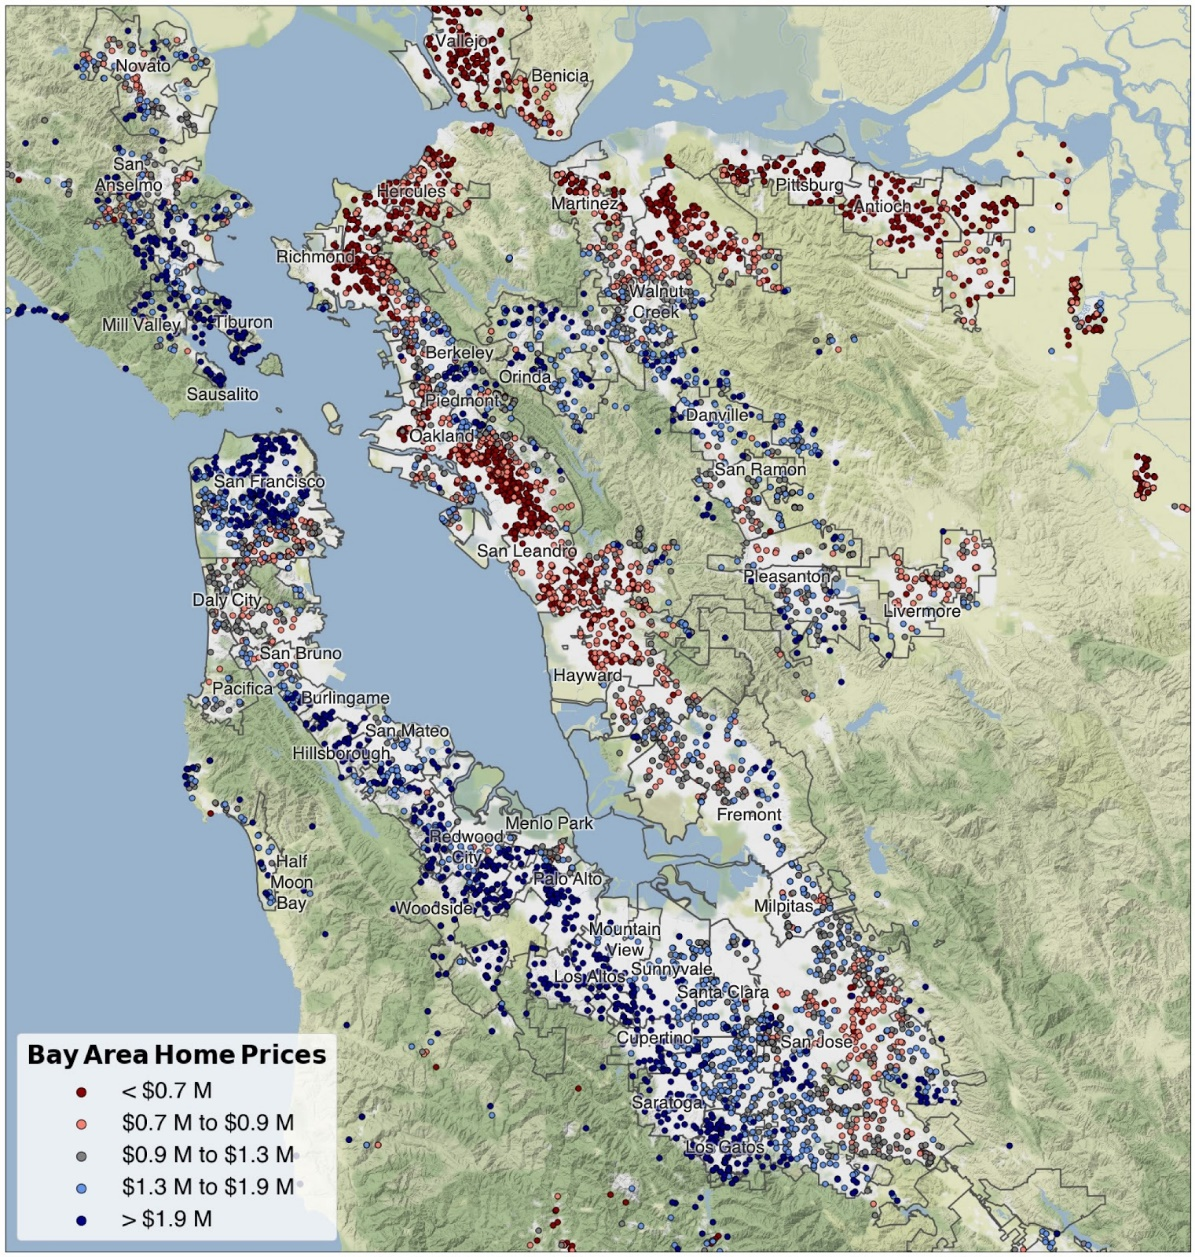 Vallejo
Novato
Benicia
San
Anselmo
Hercules
Martinez
Pittsburg
Antioch
Richmond
Walnut
Creek
Mill Valley
Tiburon
Berkeley
Orinda
Sausalito
Piedmont
Danville
Oakland
San Ramon
San Francisco
San Leandro
Pleasanton
Daly City
Livermore
San Bruno
Hayward
Pacifica
Burlingame
San Mateo
Hillsborough
Fremont
Menlo Park
Redwood
City
Half
Moon
Bay
Palo Alto
Woodside
Milpitas
Mountain
View
Los Altos
Sunnyvale
Santa Clara
Cupertino
San Jose
Saratoga
Los Gatos
Bay Area Home Prices
< $0.7 M
$0.7 M to $0.9 M
$0.9 M to $1.3 M
$1.3 M to $1.9 M
> $1.9 M